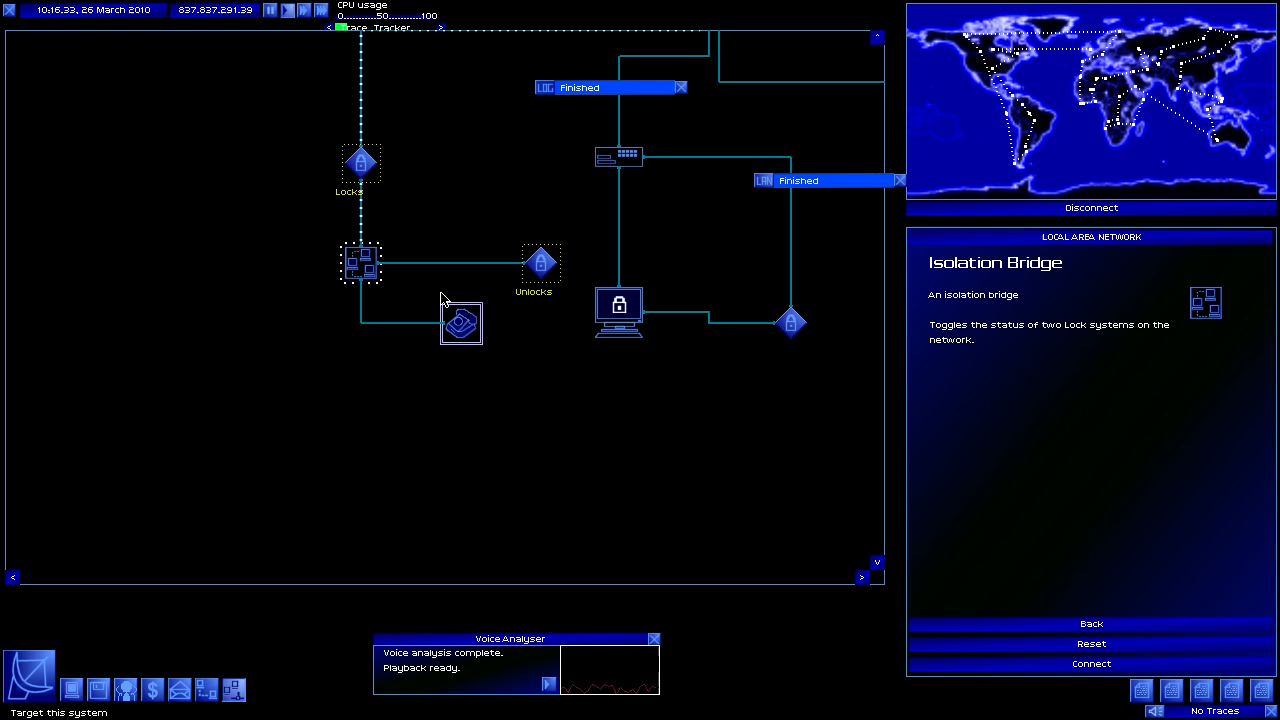 10:16.33, 26 March 2010
837.837.291.39
CPU usage
0...........50...........100
< race_Tracker >
LOG Finished
LAN Finished
Locks
Unlocks
Disconnect
LOCAL AREA NETWORK
Isolation Bridge
An isolation bridge
Toggles the status of two Lock systems on the
network.
Back
Reset
Connect
Voice Analyser
Voice analysis complete.
Playback ready.
$
Target this system
No Traces